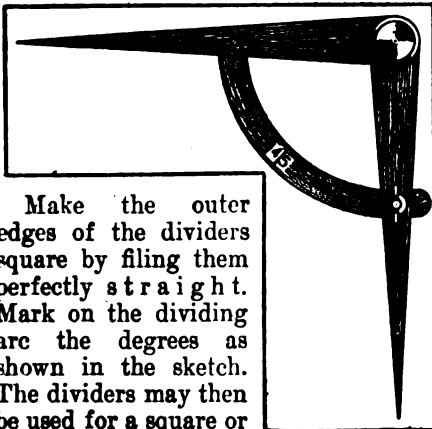 45
Make the outer
edges of the dividers
square by filing them
perfectly straight.
Mark on the dividing
arc the degrees as
shown in the sketch.
The dividers may then
be used for a square or